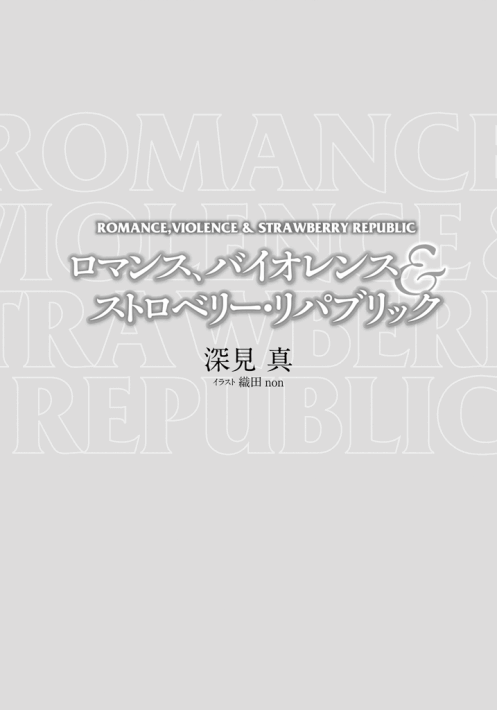 ROMANCE
VIOLENCE &
STRAWBERR
REPUBLIC
ROMANCE,VIOLENCE & STRAWBERRY REPUBLIC
ロマンス、バイオレンス&
ストロベリー・リパブリック
深見 真
イラスト 織田 non